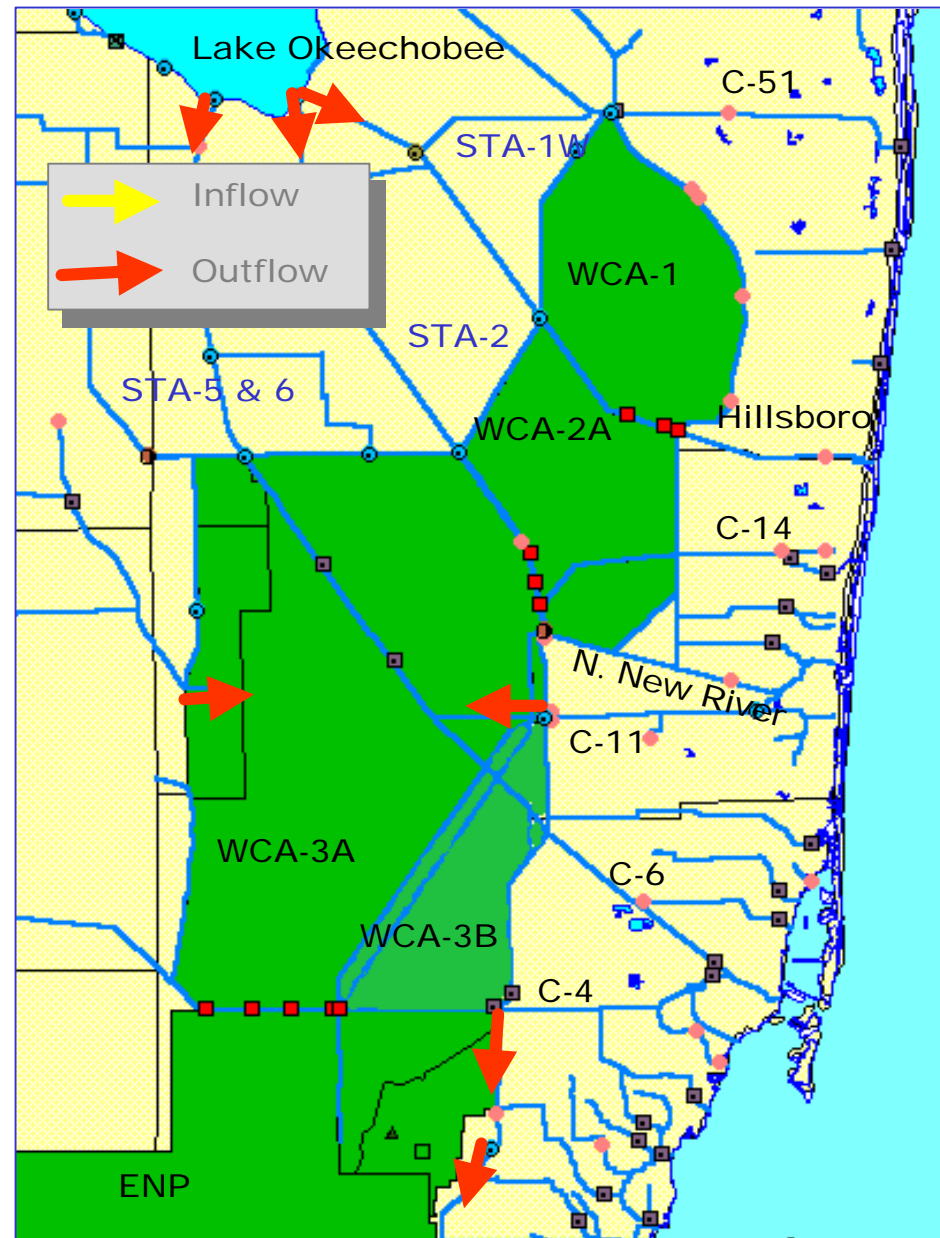 Lake Okeechobee
C-51
STA-1W
Inflow
WCA-1
Outflow
STA-2
STA-5 & 6
WCA-2A
Hillsboro
C-14
N. New River
C-11
WCA-3A
C-6
WCA-3B
C-4
ENP